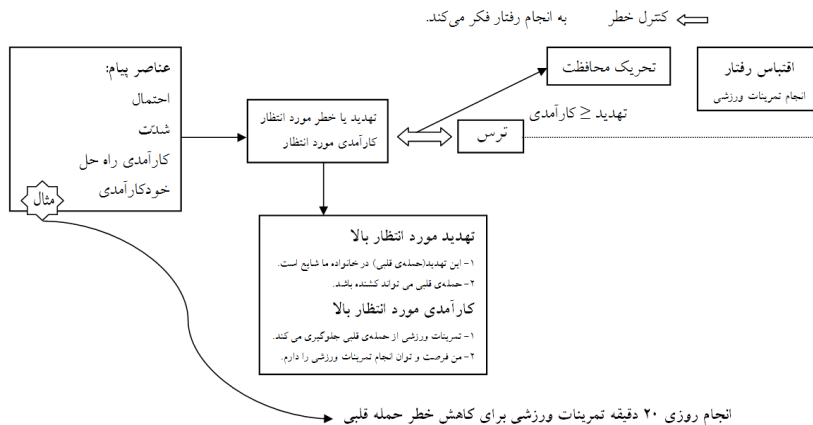 کنترل خطر به انجام رفتار فکر می‌کند.
عناصر پیام:
احتمال
شدّت
کارآمدی راه حل
خودکارآمدی
مثال
تهدید یا خطر مورد انتظار
کارآمدی مورد انتظار
تحریک محافظت
ترس
تهدید ≥ کارآمدی
اقتباس رفتار
انجام تمرینات ورزشی
تهدید مورد انتظار بالا
۱- این تهدید(حمله‌ی قلبی) در خانواده ما شایع است.
۲- حمله‌ی قلبی می تواند کشنده باشد.
کارآمدی مورد انتظار بالا
۱- تمرینات ورزشی از حمله‌ی قلبی جلوگیری می کند.
۲- من فرصت و توان انجام تمرینات ورزشی را دارم.
انجام روزی ۲۰ دقیقه تمرینات ورزشی برای کاهش خطر حمله قلبی